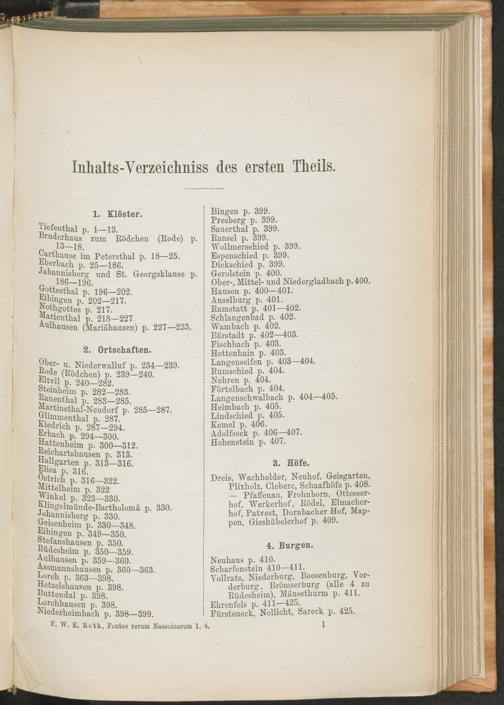 Inhalts-Verzeichniss des ersten Theils.
1. Klöster.
Tiefenthal p. 1—13.
Bruderhaus zum Rödchen (Rode) p.
13—18.
Carthause im Petersthal p. 18—25.
Eberbach p. 25—186.
Jahannisberg und St. Georgsklause p.
186—196.
Gottesthal p. 196—202.
Eibingen p. 202—217.
Nothgottes p. 217.
Marienthal p. 218—227
Aulhausen (Mariähausen) p. 227—233.
2. Ortschaften.
Ober- u. Niederwalluf p. 234—239.
Rode (Rödchen) p. 239—240.
Eltvil p. 240—282.
Steinheim p. 282—283.
Rauenthal p. 283—285.
Martinsthal-Neudorf p. 285—287.
Glimmenthal p. 287.
Kiedrich p. 287—294.
Erbach p. 294—300.
Hattenheim p. 300—312.
Reichartshausen p. 313.
Hallgarten p. 313—316.
Elisa p. 316.
Östrich p. 316—322.
Mittelheim p. 322
Winkel p. 323—330.
Klingelmünde-Bartholomä p. 330.
Johannisberg p. 330.
Geisenheim p. 330—348.
Eibingen p. 349—350.
Stefanshausen p. 350.
Rüdesheim p. 350—359.
Aulhausen p. 359—360.
Assmannshausen p. 360—363.
Lorch p. 363—398.
Hetzelshausen p. 398.
Buttendal p. 398.
Lorchhausen p. 398.
Niederheimbach p. 398—399.
Bingen p. 399.
Presberg p. 399.
Sauerthal p. 399.
Ransel p. 399.
Wollmerschied p. 399.
Espenschied p. 399.
Dickschied p. 399.
Gerolstein p. 400.
Ober-, Mittel- und Niedergladbach p. 400.
Hausen p. 400—401.
Anselburg p. 401.
Ramstatt p. 401—402.
Schlangenbad p. 402.
Wambach p. 402.
Bärstadt p. 402—403.
Fischbach p. 403.
Hettenhain p. 403.
Langenseifen p. 403—404.
Rumschied p. 404.
Nehren p. 404.
Förtelbach p. 404.
Langenschwalbach p. 404—405.
Heimbach p. 405.
Lindschied p. 405.
Kemel p. 406.
Adolfseck p. 406—407.
Hohenstein p. 407.
3. Höfe.
Dreis, Wachholder, Neuhof, Geisgarten,
Plixholz, Cleberc, Schaafhöfe p. 408.
— Pfaffenau, Frohnborn, Ottesser-
hof, Werkerhof, Rödel, Elmacher-
hof, Patvest, Dornbacher Hof, Map-
pen, Gieshübelerhof p. 409.
4. Burgen.
Neuhaus p. 410.
Scharfenstein 410—411.
Vollrats, Niederburg, Boosenburg, Vor-
derburg, Brömserburg (alle 4 zu
Rüdesheim), Mäusethurm p. 411.
Ehrenfels p. 411—425.
Fürsteneck, Nollicht, Sareck p. 425.
F. W. E. Roth, Fontes rerum Nassoicarum 1, 4.
1